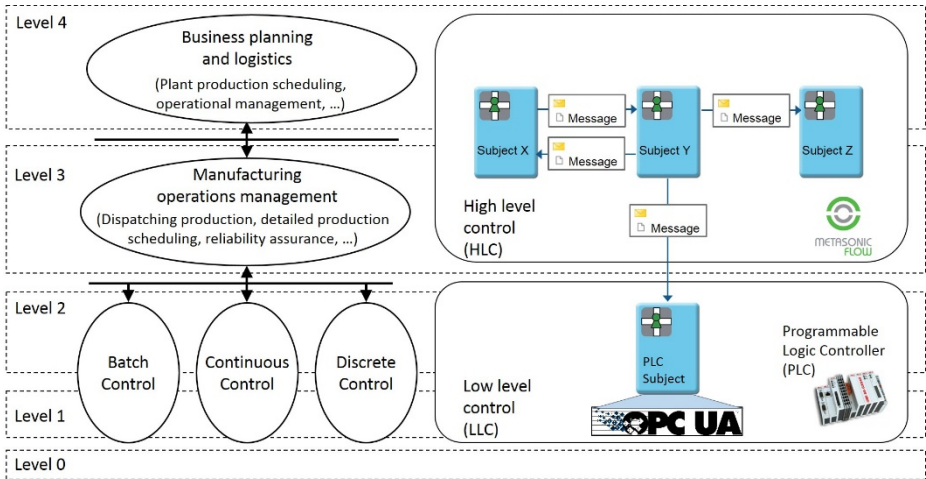 Level 4
Business planning
and logistics
(Plant production scheduling,
operational management, ...)
Level 3
Manufacturing
operations management
(Dispatching production, detailed production
scheduling, reliability assurance, ...)
Level 2
Batch
Control
Continuous
Control
Discrete
Control
Level 1
Level 0
Subject X
Message
Message
Subject Y
Message
Subject Z
Message
High level
control
(HLC)
METASONIC
FLOW
PLC
Subject
OPC UA
Low level
control
(LLC)
Programmable
Logic Controller
(PLC)